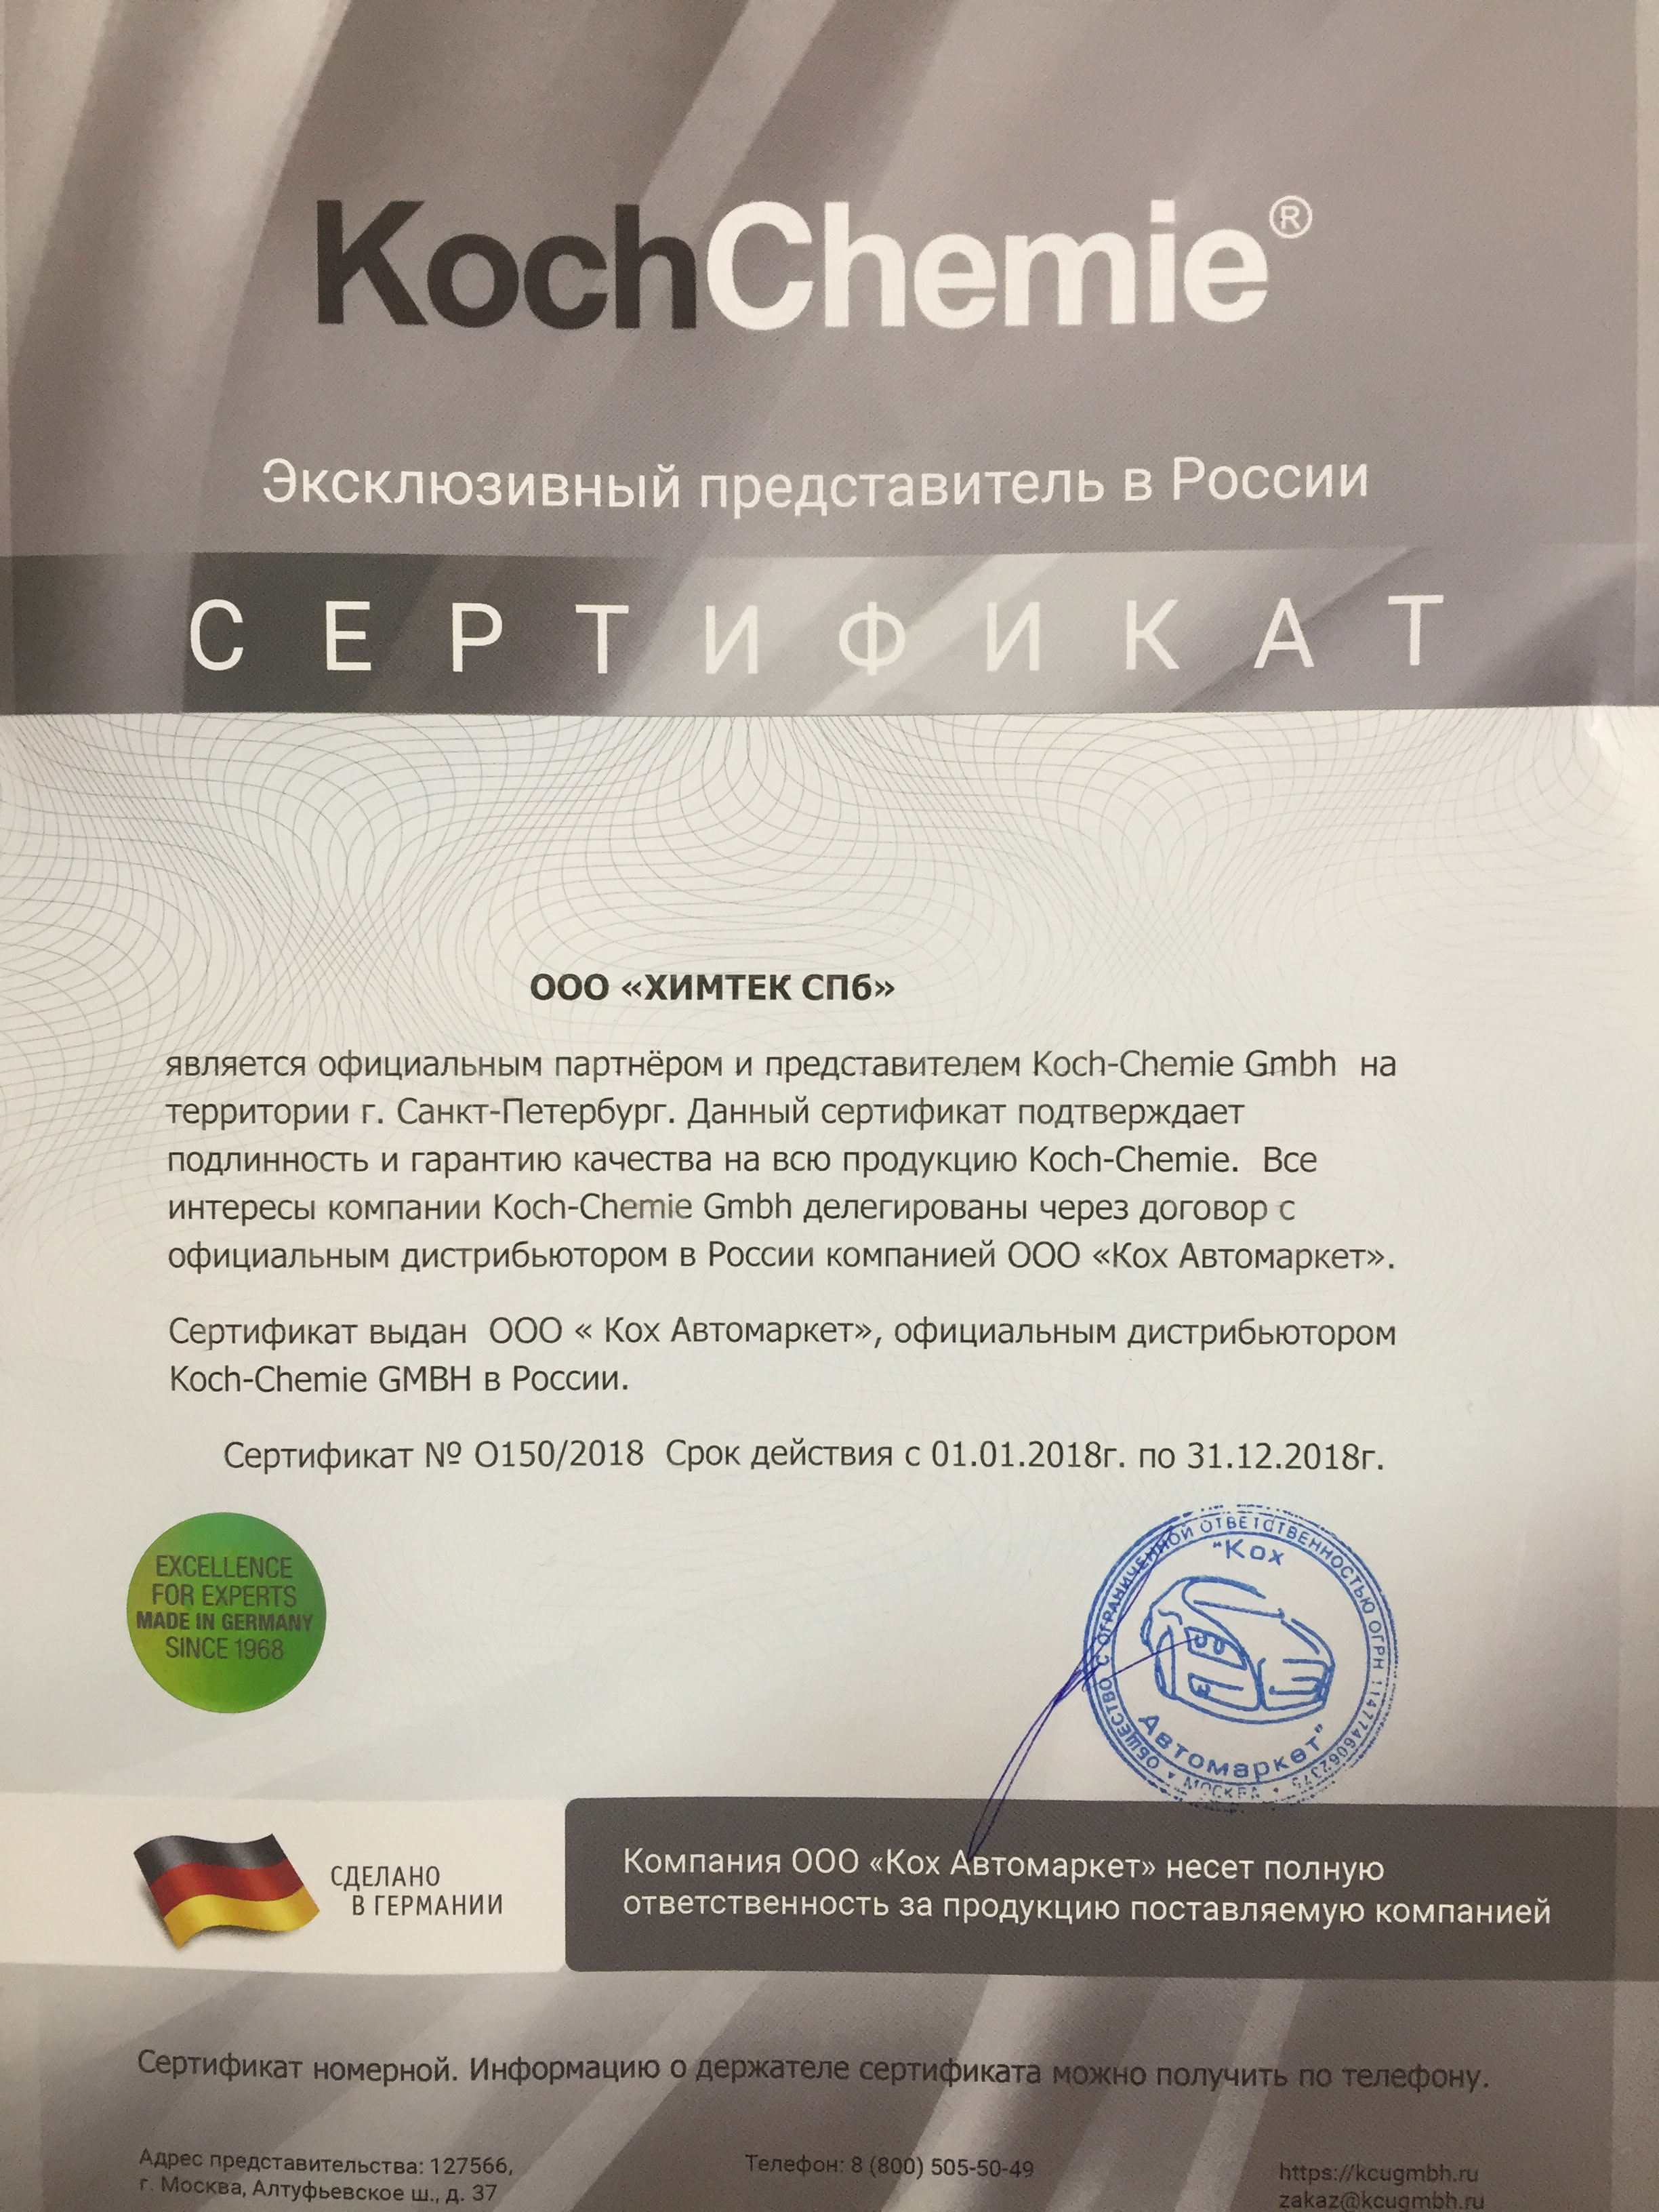 KochChemie®
Эксклюзивный представитель в России
СЕРТИФИКАТ
ООО «ХИМТЕК СПб»
является официальным партнёром и представителем Koch-Chemie Gmbh на
территории г. Санкт-Петербург. Данный сертификат подтверждает
подлинность и гарантию качества на всю продукцию Koch-Chemie. Все
интересы компании Koch-Chemie Gmbh делегированы через договор с
официальным дистрибьютором в России компанией ООО «Кох Автомаркет».
Сертификат выдан ООО « Кох Автомаркет», официальным дистрибьютором
Koch-Chemie GMBH в России.
Сертификат № О150/2018 Срок действия с 01.01.2018г. по 31.12.2018г.
EXCELLENCE
FOR EXPERTS
MADE IN GERMANY
SINCE 1968
ОБЩЕСТВО С ОГРАНИЧЕННОЙ ОТВЕТСТВЕННОСТЬЮ ОГРН
• МОСКВА •
"Кох
Автомаркет"
СДЕЛАНО
В ГЕРМАНИИ
Компания ООО «Кох Автомаркет» несет полную
ответственность за продукцию поставляемую компанией
Сертификат номерной. Информацию о держателе сертификата можно получить по телефону.
Адрес представительства: 127566,
г. Москва, Алтуфьевское ш., д. 37
Телефон: 8 (800) 505-50-49
https://kcugmbh.ru
zakaz@kcugmbh.ru